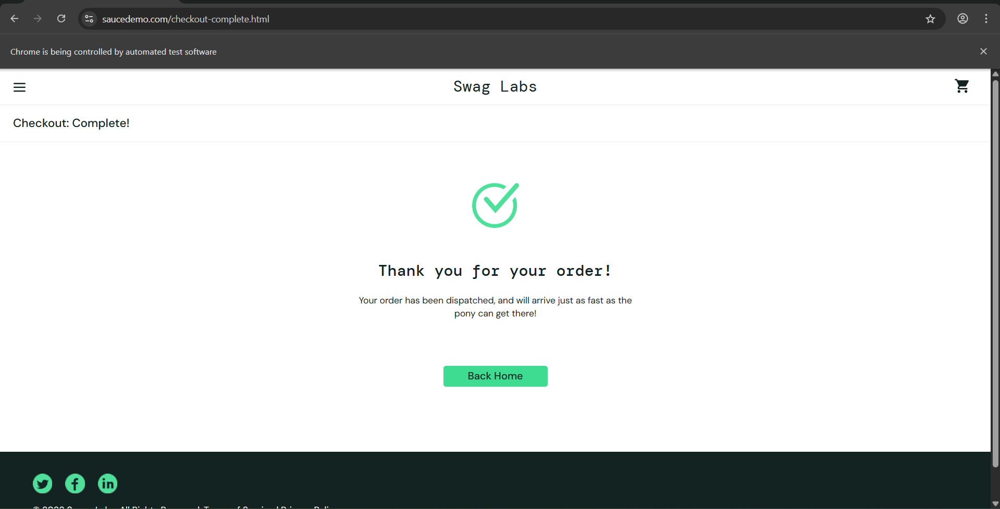 saucedemo.com/checkout-complete.html
Chrome is being controlled by automated test software
Swag Labs
Checkout: Complete!
Thank you for your order!
Your order has been dispatched, and will arrive just as fast as the
pony can get there!
Back Home